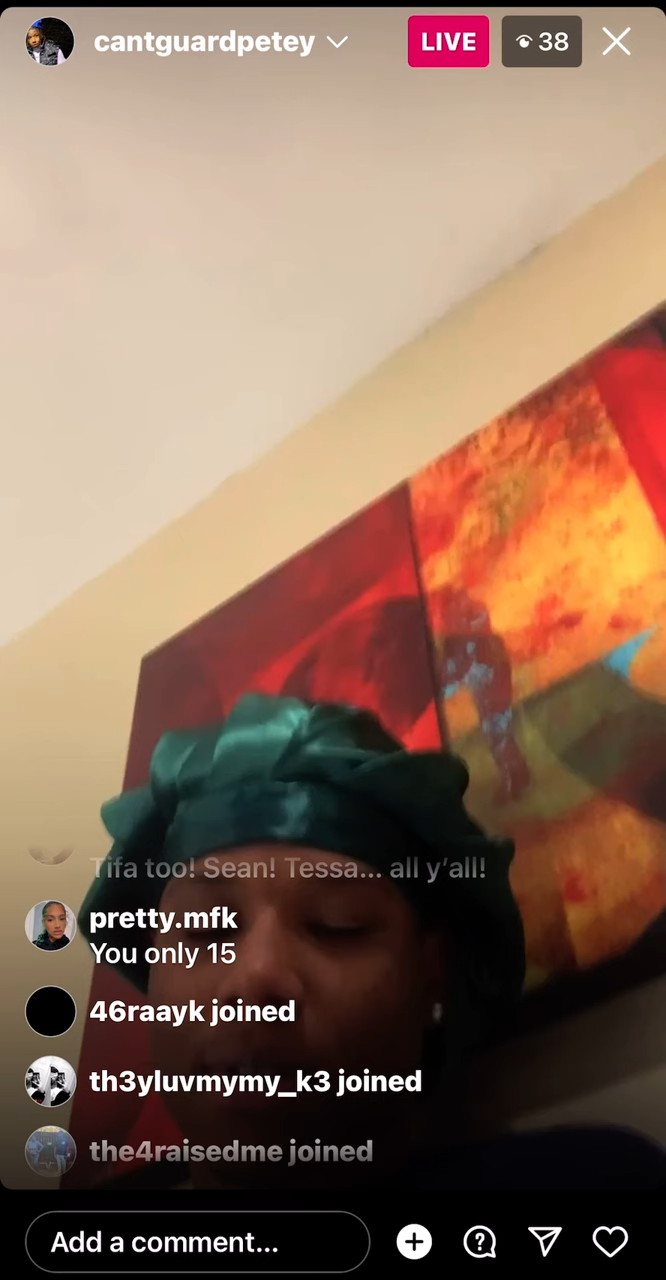 cantguardpetey
LIVE
38
Tifa too! Sean! Tessa... all y'all!
pretty.mfk
You only 15
46raayk joined
th3yluvmymy_k3 joined
the4raisedme joined
Add a comment...